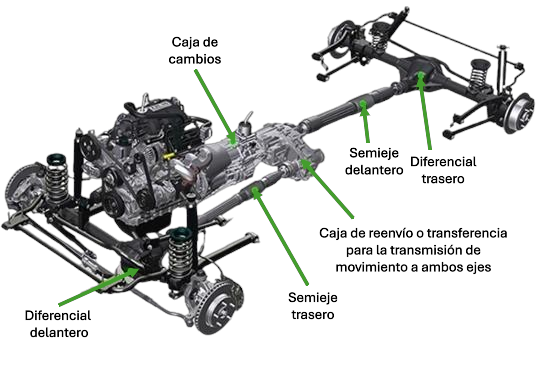 Caja de
cambios
Semieje
delantero
Diferencial
trasero
Caja de reenvío o transferencia
para la transmisión de
movimiento a ambos ejes
Semieje
trasero
Diferencial
delantero